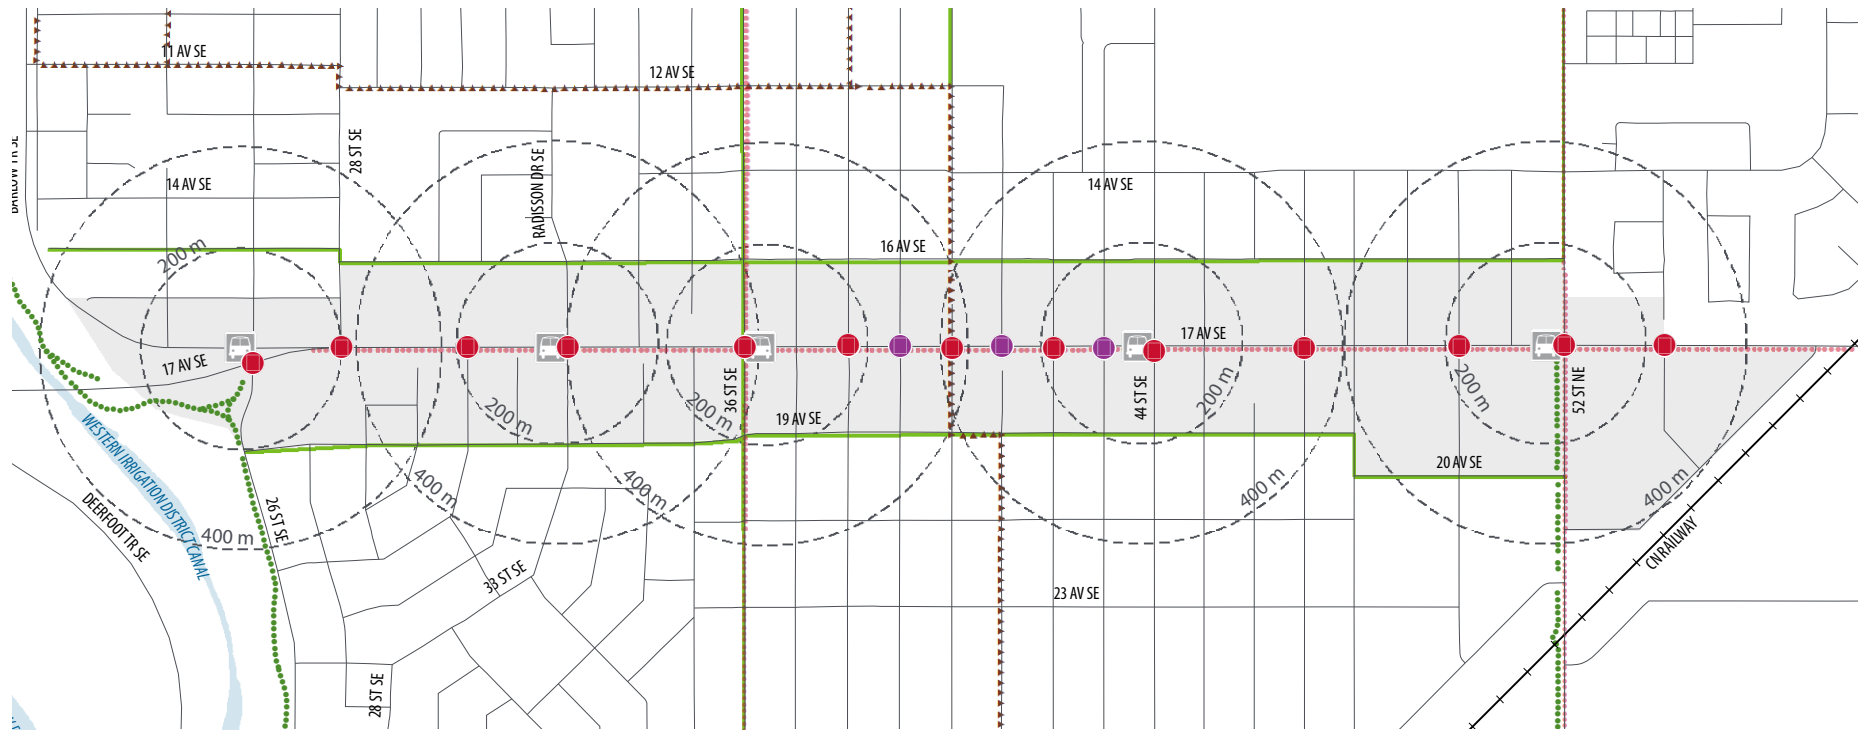 11 AV SE
12 AV SE
BARLOW TR SE
28 ST SE
RADISSON DR SE
14 AV SE
14 AV SE
200 m
16 AV SE
17 AV SE
17 AV SE
36 ST SE
44 ST SE
52 ST NE
200 m
200 m
200 m
200 m
19 AV SE
20 AV SE
WESTERN IRRIGATION DISTRICT CANAL
DEERFOOT TR SE
26 ST SE
400 m
400 m
400 m
400 m
400 m
CN RAILWAY
33 ST SE
23 AV SE
28 ST SE